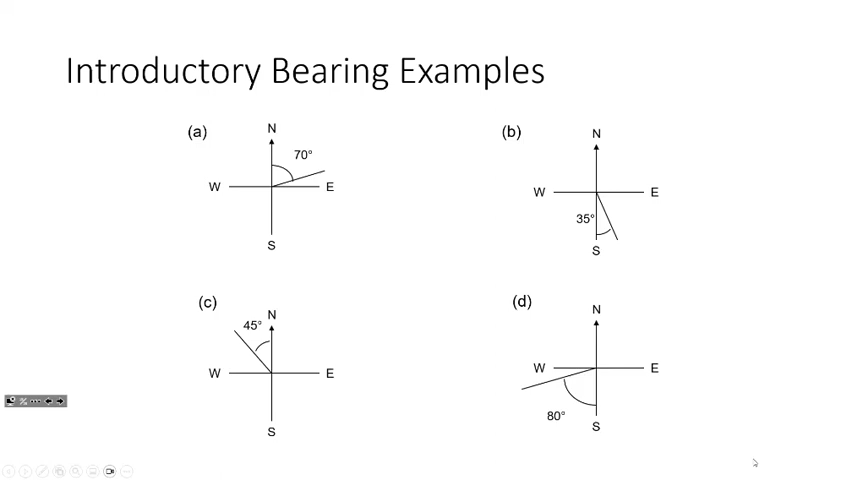 Introductory Bearing Examples
(a)
N
70°
W
E
S
(b)
N
W
E
35°
S
(c)
N
45°
W
E
S
(d)
N
W
E
80°
S